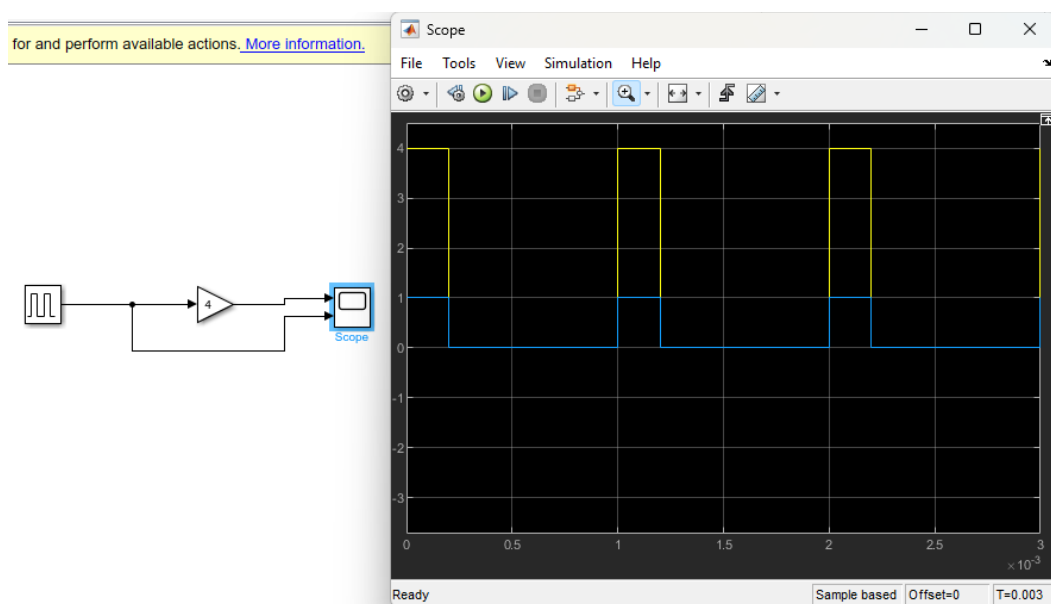 for and perform available actions. More information.
4
Scope
Scope
File Tools View Simulation Help
4
3
2
1
0
-1
-2
-3
0 0.5 1 1.5 2 2.5 3
×10-3
Ready Sample based Offset=0 T=0.003